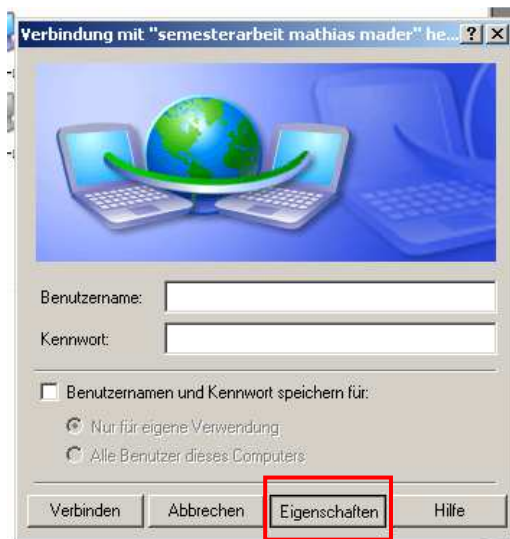 Verbindung mit "semesterarbeit mathias mader" he...
Benutzername:
Kennwort:
Benutzernamen und Kennwort speichern für:
Nur für eigene Verwendung
Alle Benutzer dieses Computers
Verbinden Abbrechen Eigenschaften Hilfe